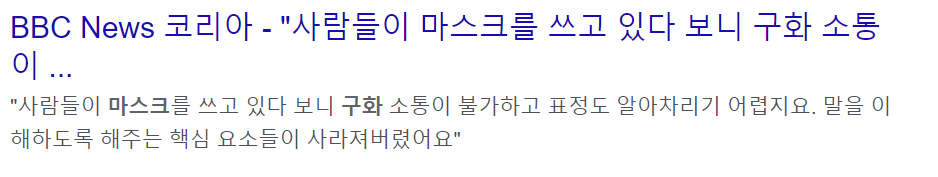 BBC News 코리아 - "사람들이 마스크를 쓰고 있다 보니 구화 소통
이 ...
"사람들이 마스크를 쓰고 있다 보니 구화 소통이 불가하고 표정도 알아차리기 어렵지요. 말을 이
해하도록 해주는 핵심 요소들이 사라져버렸어요"